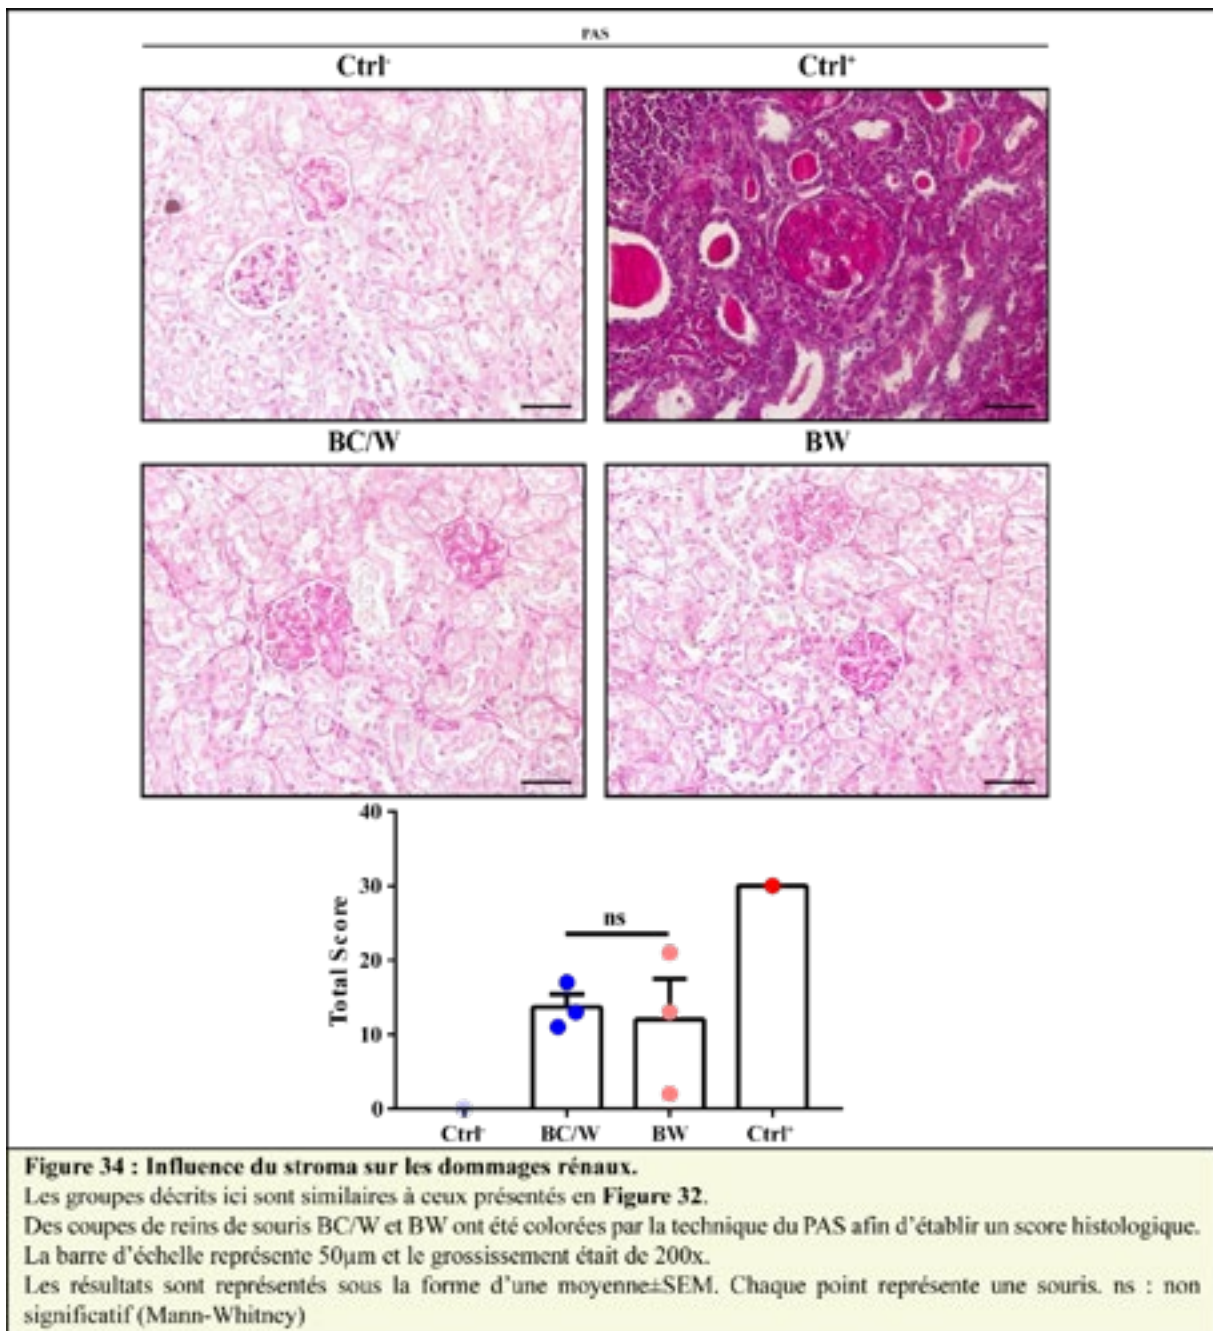 PAS
Ctrl⁻ Ctrl⁺
BC/W BW
40
30
20
10
0
Total Score
ns
Ctrl⁻ BC/W BW Ctrl⁺
Figure 34 : Influence du stroma sur les dommages rénaux.
Les groupes décrits ici sont similaires à ceux présentés en Figure 32.
Des coupes de reins de souris BC/W et BW ont été colorées par la technique du PAS afin d’établir un score histologique.
La barre d’échelle représente 50μm et le grossissement était de 200x.
Les résultats sont représentés sous la forme d’une moyenne±SEM. Chaque point représente une souris. ns : non
significatif (Mann-Whitney)